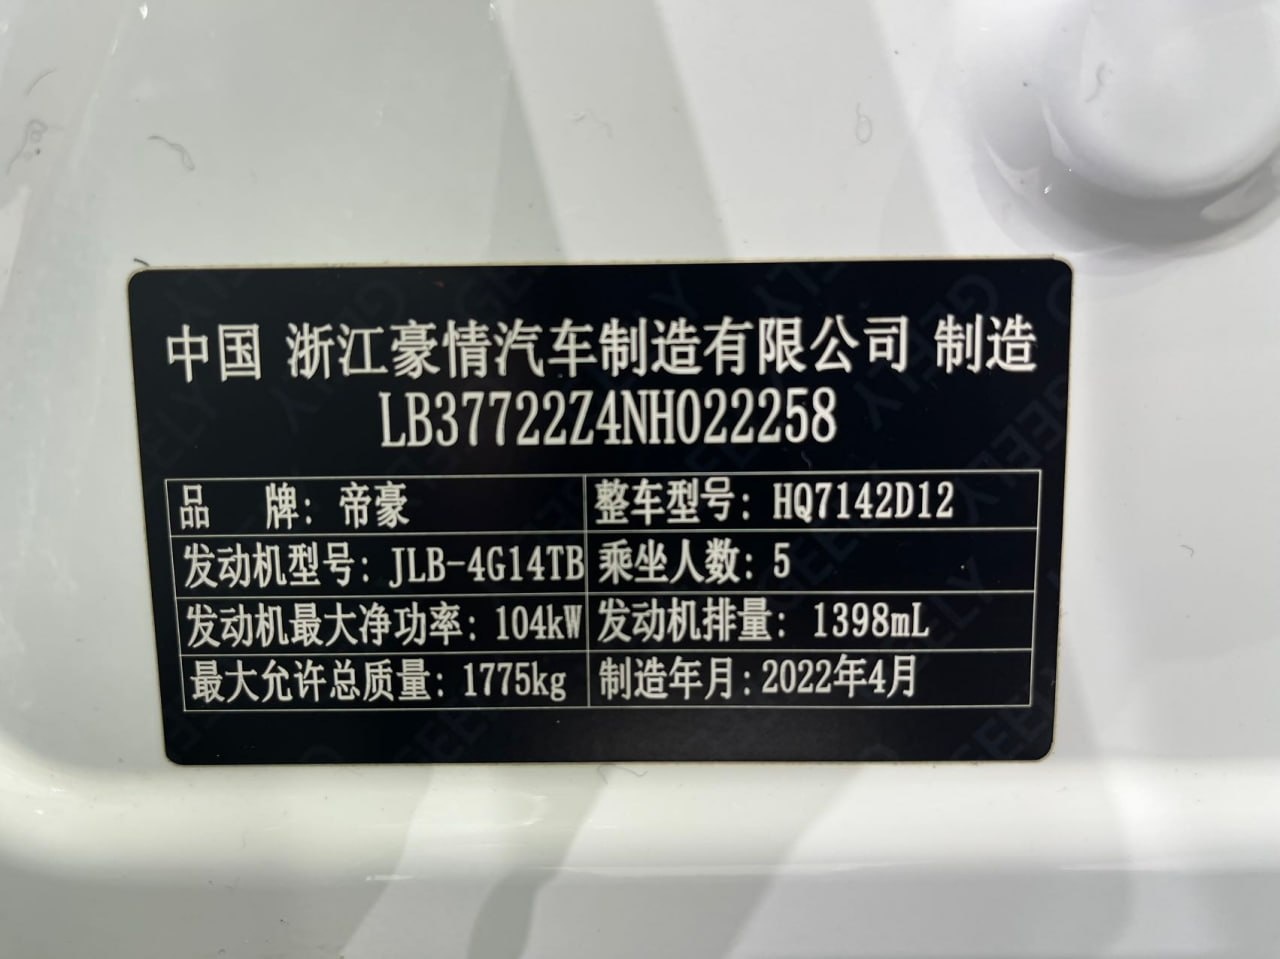 中国 浙江豪情汽车制造有限公司 制造
LB37722Z4NH022258
品 牌：帝豪 整车型号：HQ7142D12
发动机型号：JLB-4G14TB 乘坐人数：5
发动机最大净功率：104kW 发动机排量：1398mL
最大允许总质量：1775kg 制造年月：2022年4月